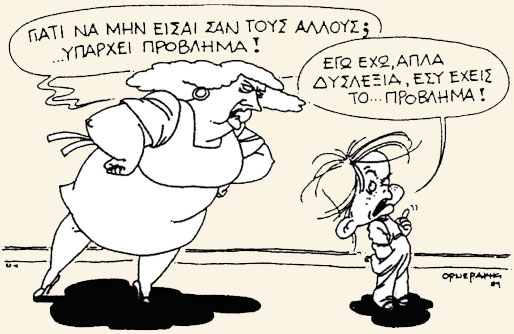 ΓΙΑΤΙ ΝΑ ΜΗΝ ΕΙΣΑΙ ΣΑΝ ΤΟΥΣ ΑΛΛΟΥΣ;
...ΥΠΑΡΧΕΙ ΠΡΟΒΛΗΜΑ!
ΕΓΩ ΕΧΩ, ΑΠΛΑ
ΔΥΣΛΕΞΙΑ, ΕΣΥ ΕΧΕΙΣ
ΤΟ... ΠΡΟΒΛΗΜΑ!